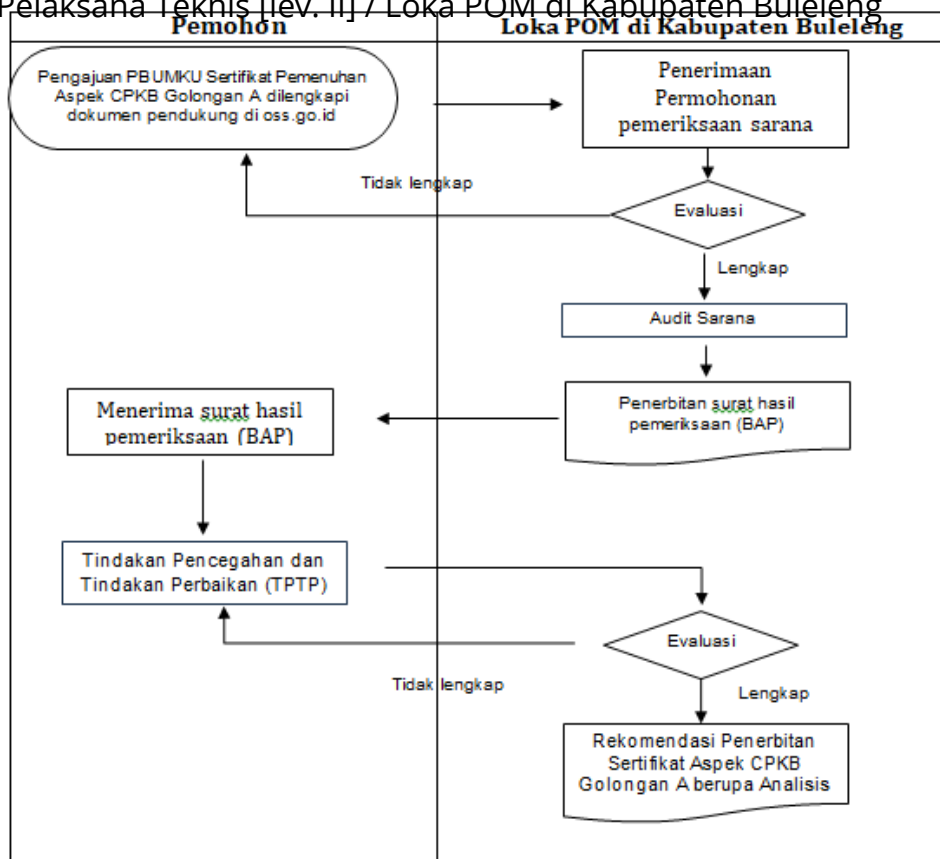 Pelaksana Teknis [lev. II] / Loka POM di Kabupaten Buleleng
Pemohon
Loka POM di Kabupaten Buleleng
Pengajuan PBUMKU Sertifikat Pemenuhan
Aspek CPKB Golongan A dilengkapi
dokumen pendukung di oss.go.id
Penerimaan
Permohonan
pemeriksaan sarana
Tidak lengkap
Evaluasi
Lengkap
Audit Sarana
Penerbitan surat hasil
pemeriksaan (BAP)
Menerima surat hasil
pemeriksaan (BAP)
Tindakan Pencegahan dan
Tindakan Perbaikan (TPTP)
Evaluasi
Tidak lengkap
Lengkap
Rekomendasi Penerbitan
Sertifikat Aspek CPKB
Golongan A berupa Analisis